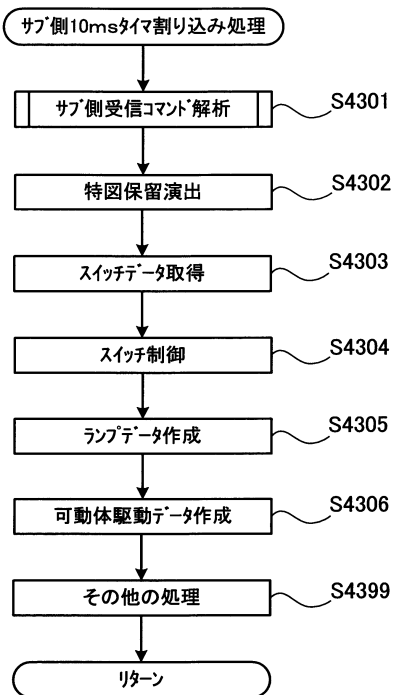 サブ側10msタイマ割り込み処理
サブ側受信コマンド解析
S4301
特図保留演出
S4302
スイッチデータ取得
S4303
スイッチ制御
S4304
ランプデータ作成
S4305
可動体駆動データ作成
S4306
その他の処理
S4399
リターン